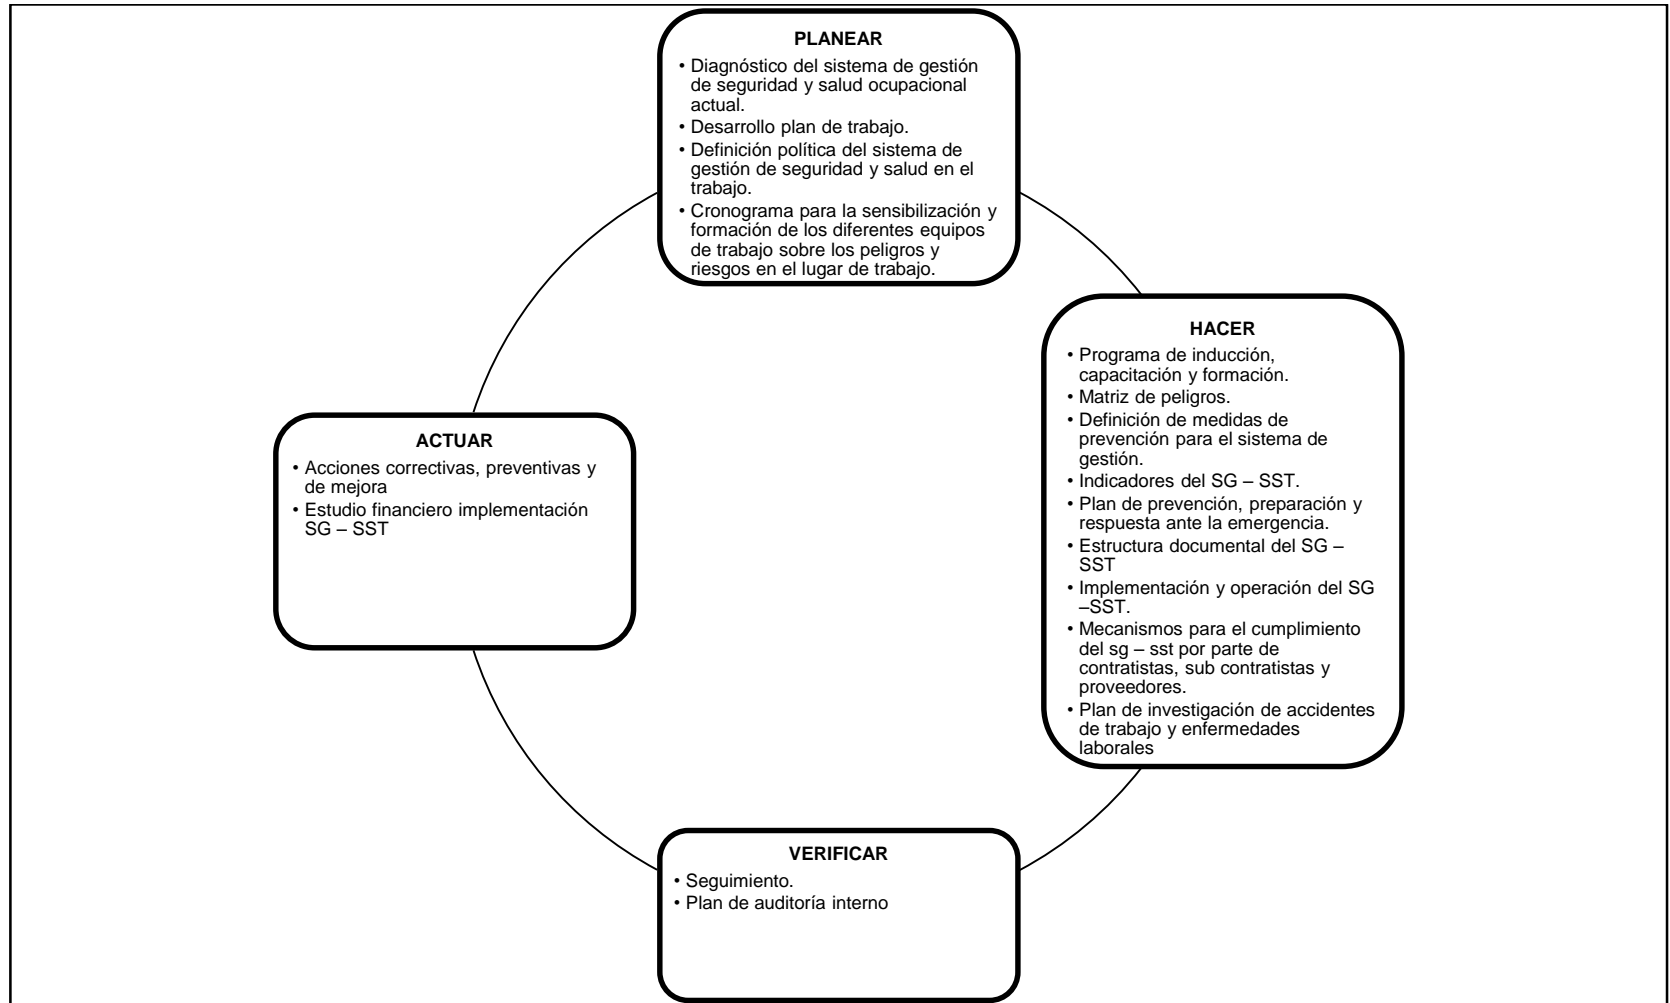 PLANEAR
• Diagnóstico del sistema de gestión
de seguridad y salud ocupacional
actual.
• Desarrollo plan de trabajo.
• Definición política del sistema de
gestión de seguridad y salud en el
trabajo.
• Cronograma para la sensibilización y
formación de los diferentes equipos
de trabajo sobre los peligros y
riesgos en el lugar de trabajo.
HACER
• Programa de inducción,
capacitación y formación.
• Matriz de peligros.
• Definición de medidas de
prevención para el sistema de
gestión.
• Indicadores del SG – SST.
• Plan de prevención, preparación y
respuesta ante la emergencia.
• Estructura documental del SG –
SST
• Implementación y operación del SG
–SST.
• Mecanismos para el cumplimiento
del sg – sst por parte de
contratistas, sub contratistas y
proveedores.
• Plan de investigación de accidentes
de trabajo y enfermedades
laborales
VERIFICAR
• Seguimiento.
• Plan de auditoría interno
ACTUAR
• Acciones correctivas, preventivas y
de mejora
• Estudio financiero implementación
SG – SST